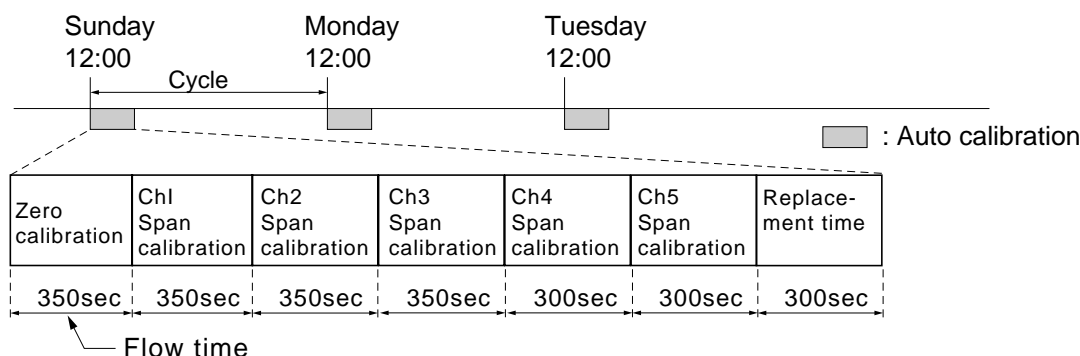 Sunday
12:00
Monday
12:00
Tuesday
12:00
Cycle
: Auto calibration
Zero
calibration
Chl
Span
calibration
Ch2
Span
calibration
Ch3
Span
calibration
Ch4
Span
calibration
Ch5
Span
calibration
Replace-
ment time
350sec
350sec
350sec
350sec
300sec
300sec
300sec
Flow time